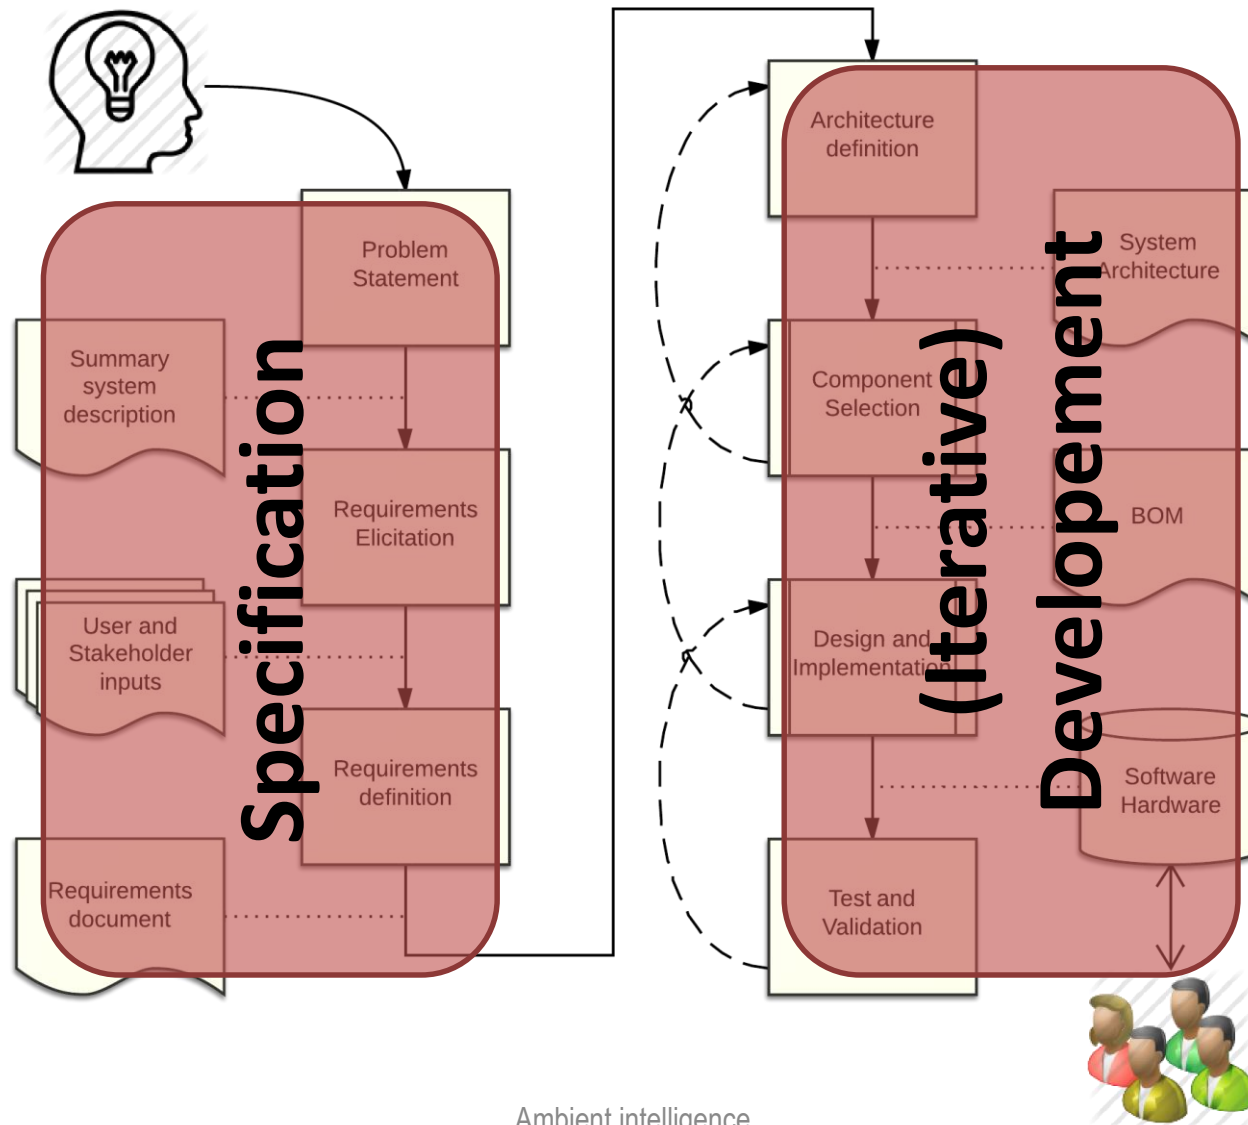 Problem
Statement
Summary
system
description
Requirements
Elicitation
User and
Stakeholder
inputs
Requirements
definition
Requirements
document
Specification
Architecture
definition
System
Architecture
Component
Selection
BOM
Design and
Implementation
Software
Hardware
Test and
Validation
(Iterative)
Developement
Ambient intelligence